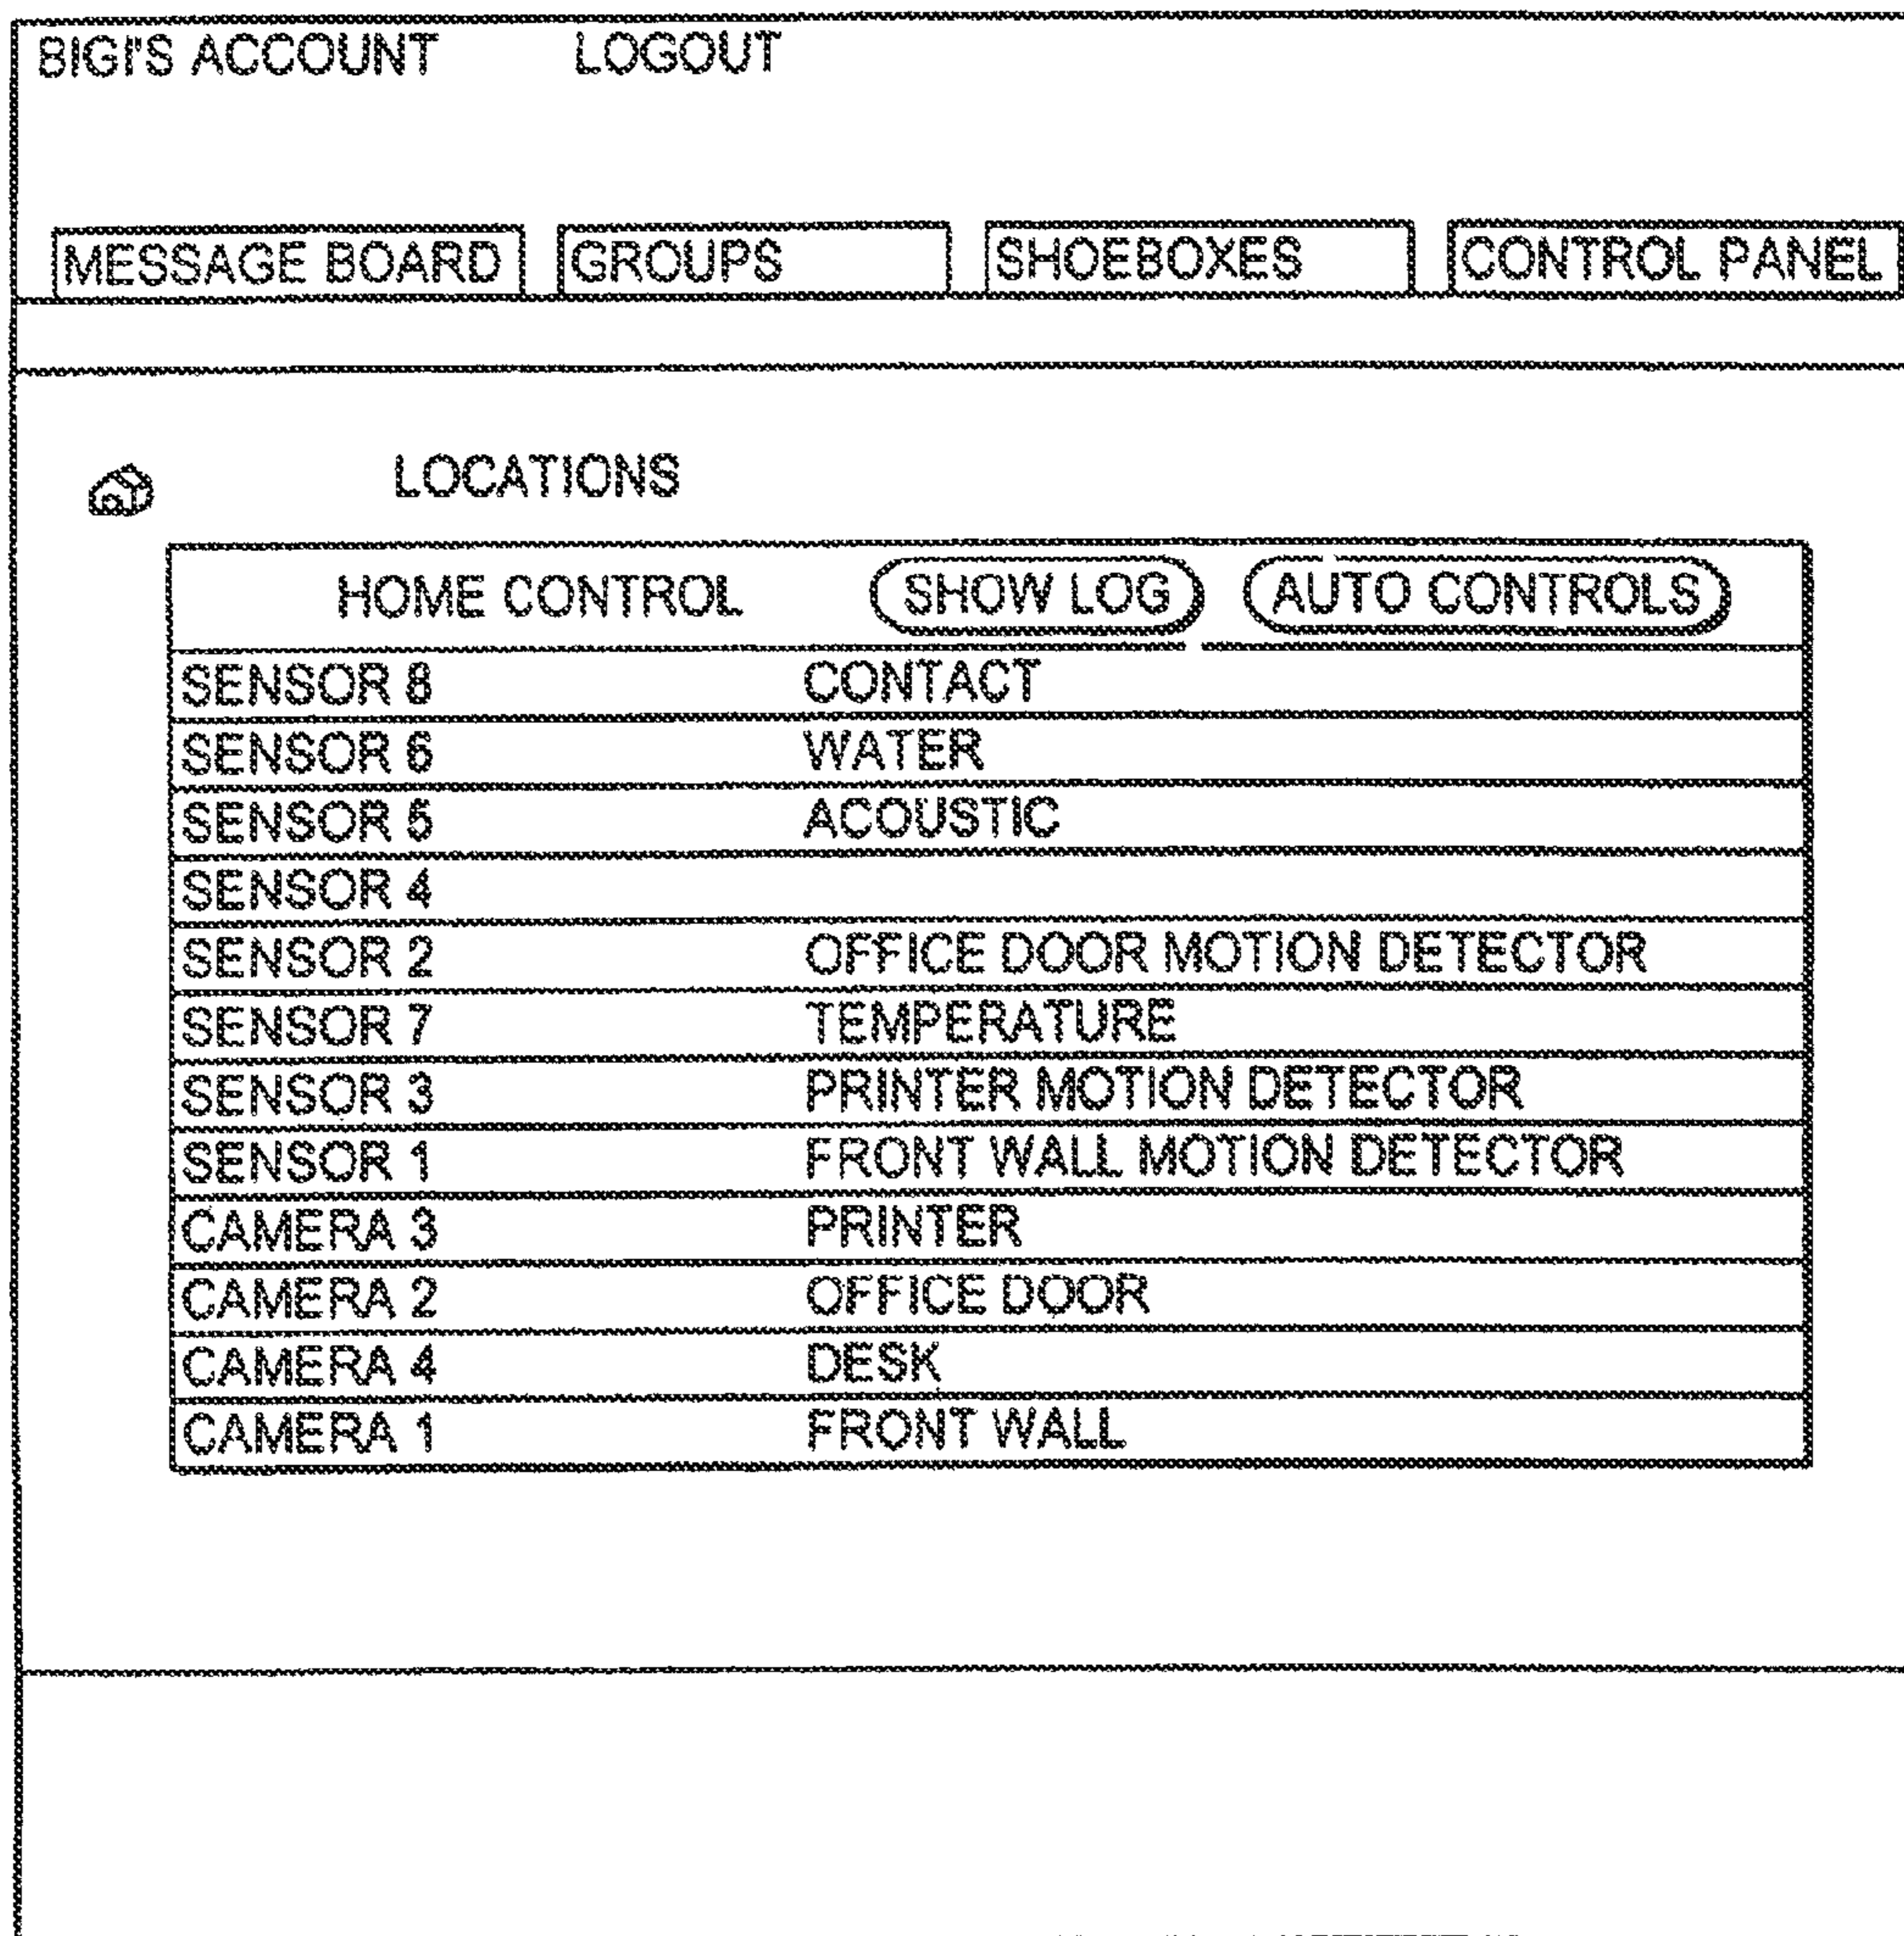 BIGI'S ACCOUNT LOGOUT
MESSAGE BOARD GROUPS SHOEBOXES CONTROL PANEL
LOCATIONS
HOME CONTROL SHOW LOG AUTO CONTROLS
SENSOR 8 CONTACT
SENSOR 6 WATER
SENSOR 5 ACOUSTIC
SENSOR 4
SENSOR 2 OFFICE DOOR MOTION DETECTOR
SENSOR 7 TEMPERATURE
SENSOR 3 PRINTER MOTION DETECTOR
SENSOR 1 FRONT WALL MOTION DETECTOR
CAMERA 3 PRINTER
CAMERA 2 OFFICE DOOR
CAMERA 4 DESK
CAMERA 1 FRONT WALL